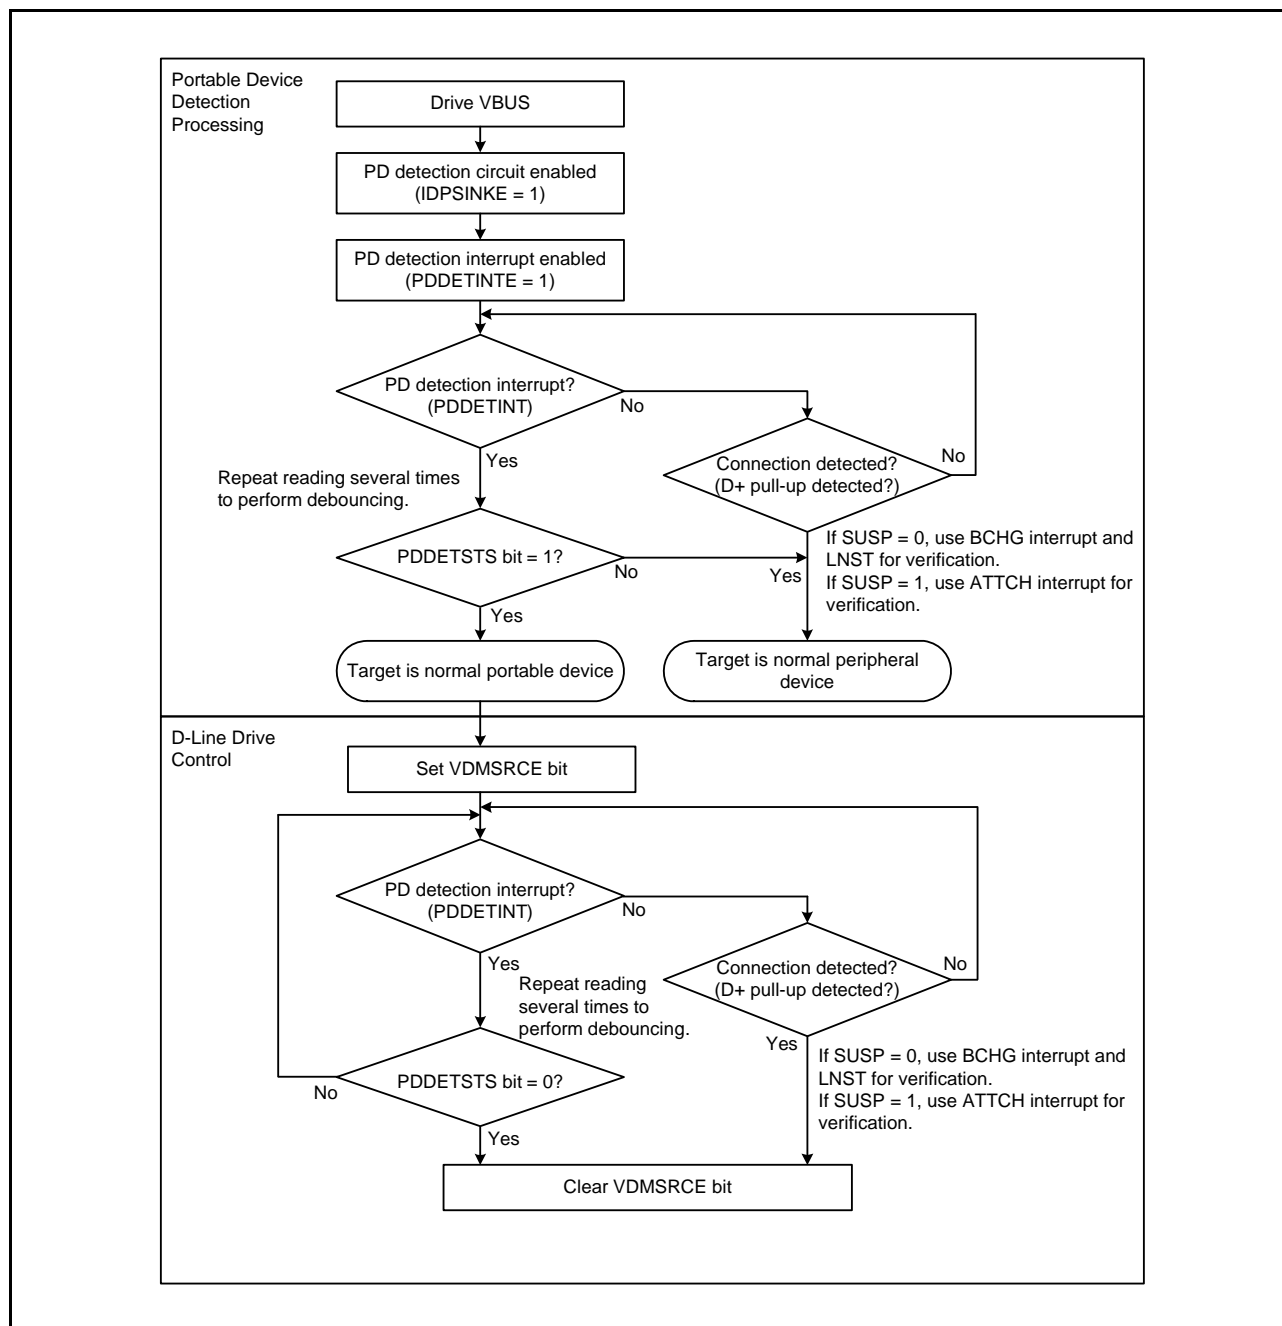 Portable Device
Detection
Processing
Drive VBUS
PD detection circuit enabled
(IDPSINKE = 1)
PD detection interrupt enabled
(PDDETINTE = 1)
PD detection interrupt?
(PDDETINT)
No
Yes
Connection detected?
(D+ pull-up detected?)
No
Repeat reading several times
to perform debouncing.
If SUSP = 0, use BCHG interrupt and
LNST for verification.
If SUSP = 1, use ATTCH interrupt for
verification.
Yes
PDDETSTS bit = 1?
No
Yes
Target is normal portable device
Target is normal peripheral
device
D-Line Drive
Control
Set VDMSRCE bit
PD detection interrupt?
(PDDETINT)
No
Yes
Connection detected?
(D+ pull-up detected?)
No
Repeat reading
several times to
perform debouncing.
Yes
If SUSP = 0, use BCHG interrupt and
LNST for verification.
If SUSP = 1, use ATTCH interrupt for
verification.
PDDETSTS bit = 0?
No
Yes
Clear VDMSRCE bit